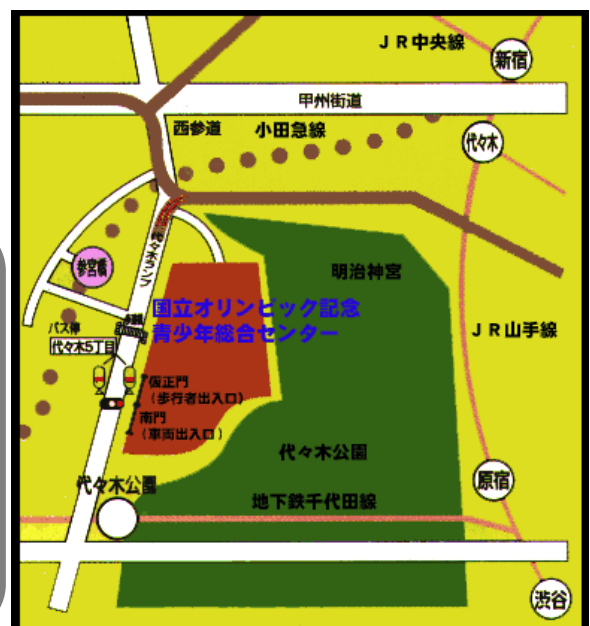 JR中央線
新宿
甲州街道
西参道
小田急線
代々木
代々木ランプ
参宮橋
明治神宮
国立オリンピック記念
青少年総合センター
JR山手線
バス停
代々木5丁目
仮正門
(歩行者出入口)
南門
(車両出入口)
代々木公園
代々木公園
原宿
地下鉄千代田線
渋谷